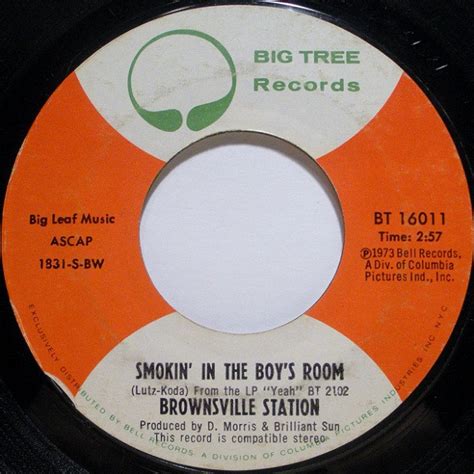 BIG TREE
Records
Big Leaf Music
ASCAP
1831-S-BW
BT 16011
Time: 2:57
Ⓟ1973 Bell Records,
A Div. of Columbia
Pictures Ind., Inc.
SMOKIN' IN THE BOY'S ROOM
(Lutz-Koda) From the LP "Yeah" BT 2102
BROWNSVILLE STATION
Produced by D. Morris & Brilliant Sun
This record is compatible stereo
EXCLUSIVELY DISTRIBUTED BY BELL RECORDS, A DIVISION OF COLUMBIA PICTURES INDUSTRIES INC. N.Y.C.